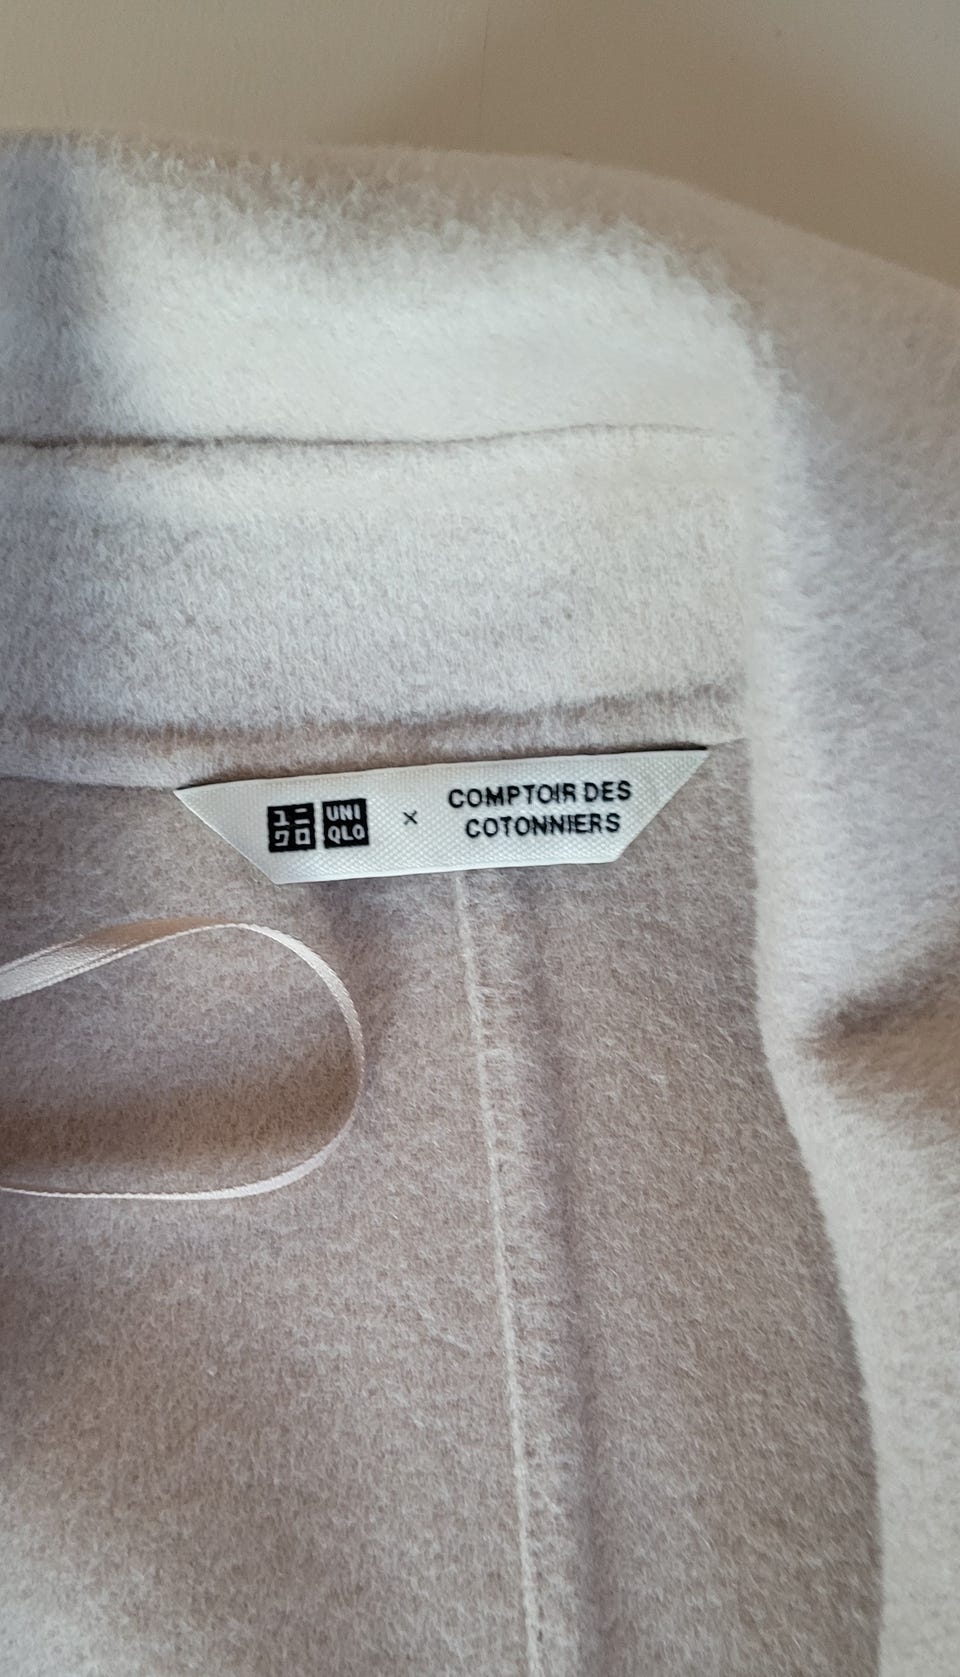 ユニ UNI × COMPTOIR DES
クロ QLO COTONNIERS